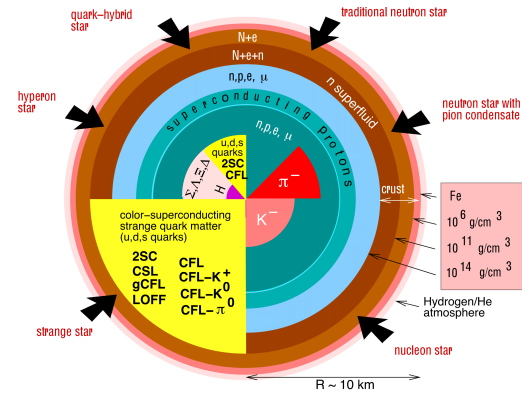 quark-hybrid
star
traditional neutron star
N+e
N+e+n
n,p,e, μ
n superfluid
hyperon
star
neutron star with
pion condensate
superconducting protons
n,p,e, μ
u,d,s
quarks
2SC
CFL
Σ,Λ,Ξ,Δ
H
π⁻
K⁻
crust
Fe
10⁶ g/cm³
10¹¹ g/cm³
10¹⁴ g/cm³
color-superconducting
strange quark matter
(u,d,s quarks)
2SC
CSL
gCFL
LOFF
CFL
CFL-K⁺
CFL-K⁰
CFL-π⁰
Hydrogen/He
atmosphere
strange star
nucleon star
R ~ 10 km